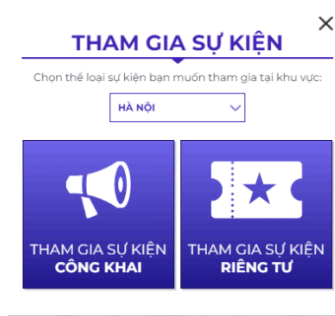 THAM GIA SỰ KIỆN
Chọn thể loại sự kiện bạn muốn tham gia tại khu vực:
HÀ NỘI
THAM GIA SỰ KIỆN
CÔNG KHAI
THAM GIA SỰ KIỆN
RIÊNG TƯ